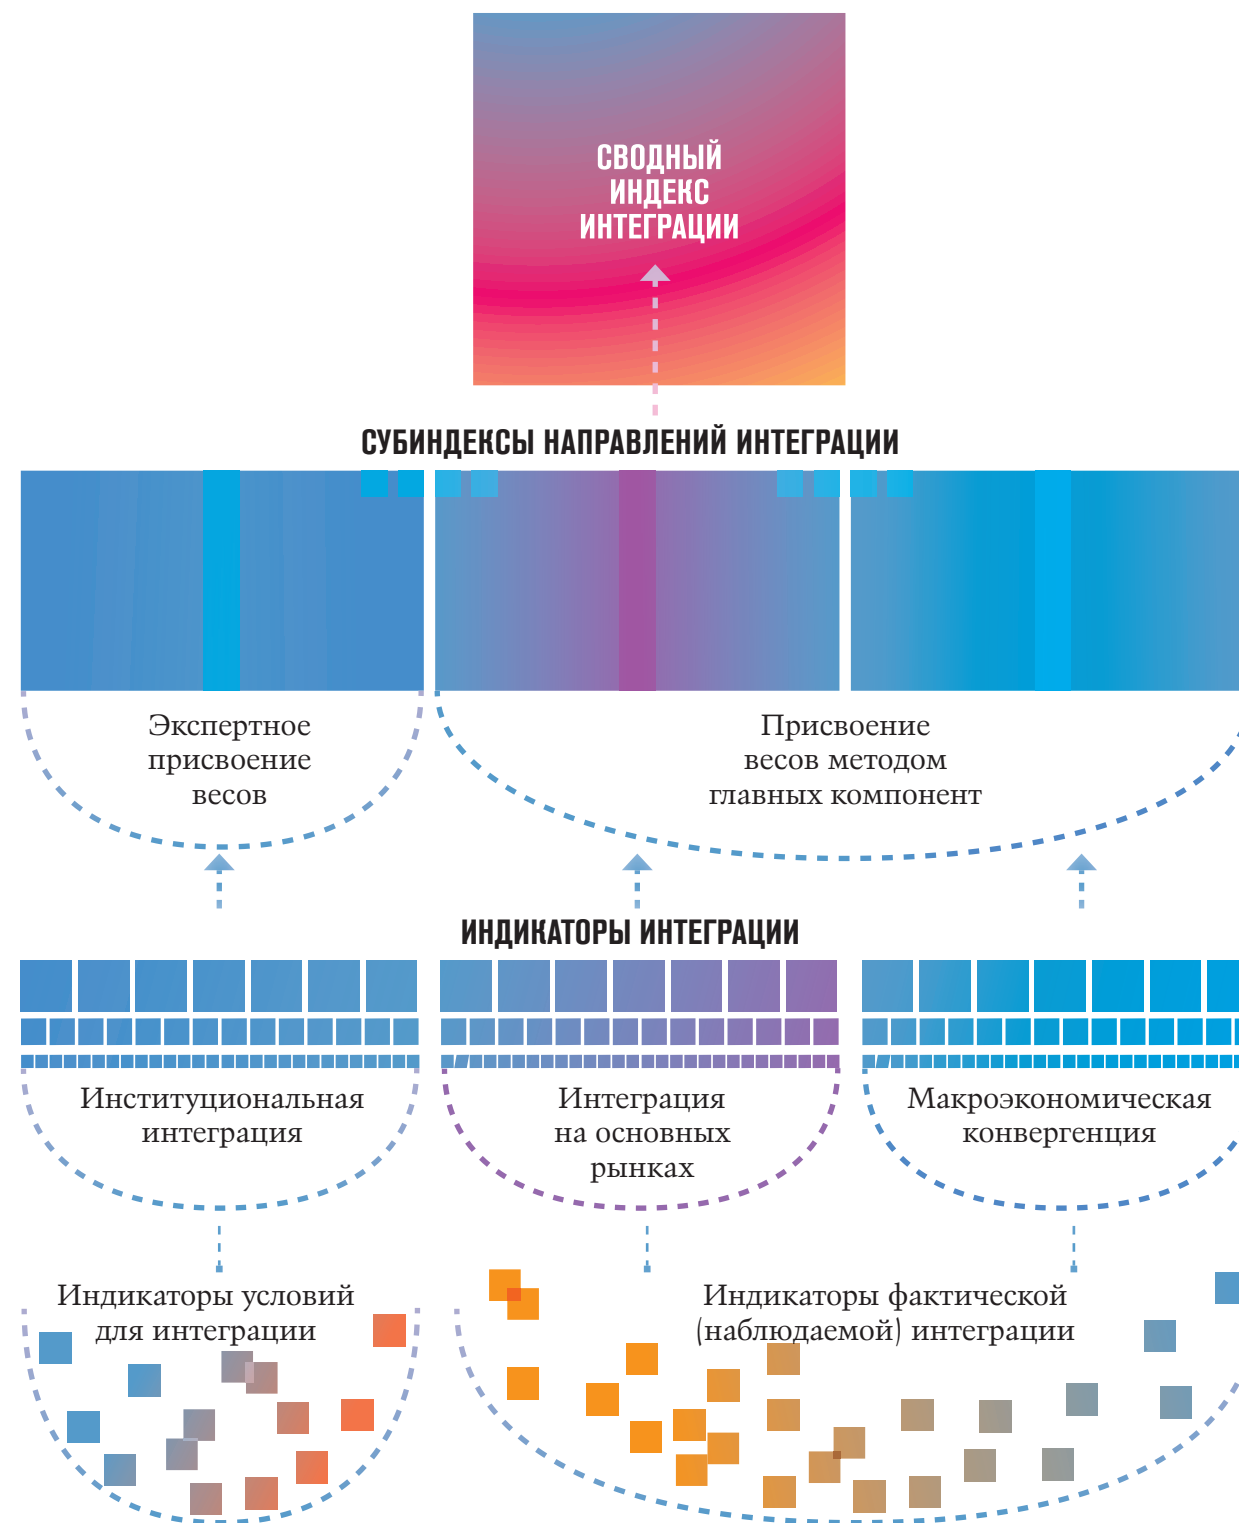 СВОДНЫЙ
ИНДЕКС
ИНТЕГРАЦИИ
СУБИНДЕКСЫ НАПРАВЛЕНИЙ ИНТЕГРАЦИИ
Экспертное
присвоение
весов
Присвоение
весов методом
главных компонент
ИНДИКАТОРЫ ИНТЕГРАЦИИ
Институциональная
интеграция
Интеграция
на основных
рынках
Макроэкономическая
конвергенция
Индикаторы условий
для интеграции
Индикаторы фактической
(наблюдаемой) интеграции